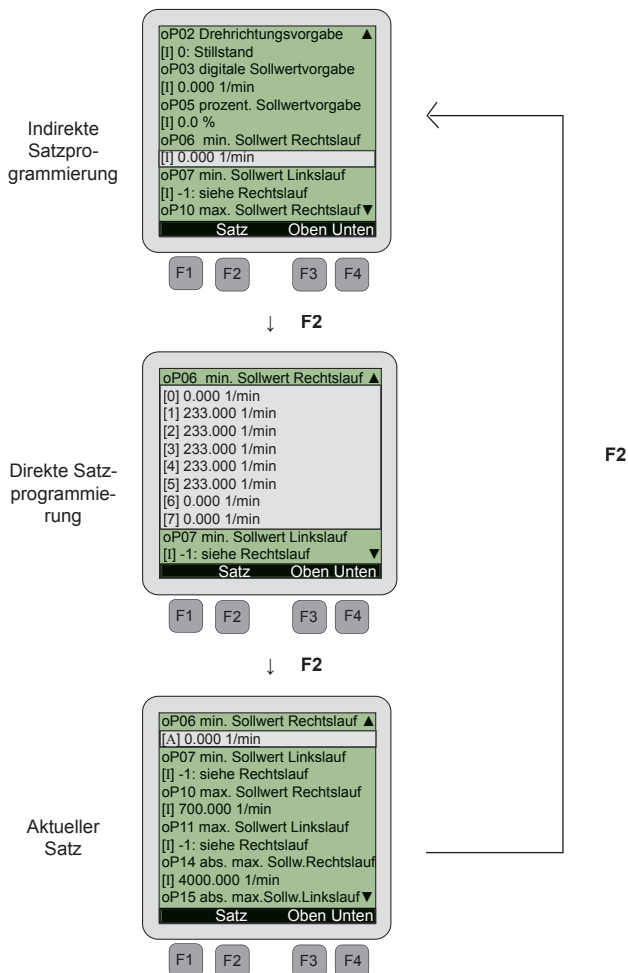 oP02 Drehrichtungsvorgabe ▲
[I] 0: Stillstand
oP03 digitale Sollwertvorgabe
[I] 0.000 1/min
oP05 prozent. Sollwertvorgabe
[I] 0.0 %
oP06 min. Sollwert Rechtslauf
[I] 0.000 1/min
oP07 min. Sollwert Linkslauf
[I] -1: siehe Rechtslauf
oP10 max. Sollwert Rechtslauf▼
Satz Oben Unten
F1 F2 F3 F4
Indirekte
Satzpro-
grammierung
↓ F2
oP06 min. Sollwert Rechtslauf ▲
[0] 0.000 1/min
[1] 233.000 1/min
[2] 233.000 1/min
[3] 233.000 1/min
[4] 233.000 1/min
[5] 233.000 1/min
[6] 0.000 1/min
[7] 0.000 1/min
oP07 min. Sollwert Linkslauf
[I] -1: siehe Rechtslauf ▼
Satz Oben Unten
F1 F2 F3 F4
Direkte Satz-
programmie-
rung
F2
↓ F2
oP06 min. Sollwert Rechtslauf ▲
[A] 0.000 1/min
oP07 min. Sollwert Linkslauf
[I] -1: siehe Rechtslauf
oP10 max. Sollwert Rechtslauf
[I] 700.000 1/min
oP11 max. Sollwert Linkslauf
[I] -1: siehe Rechtslauf
oP14 abs. max. Sollw.Rechtslauf
[I] 4000.000 1/min
oP15 abs. max.Sollw.Linkslauf▼
Satz Oben Unten
F1 F2 F3 F4
Aktueller
Satz